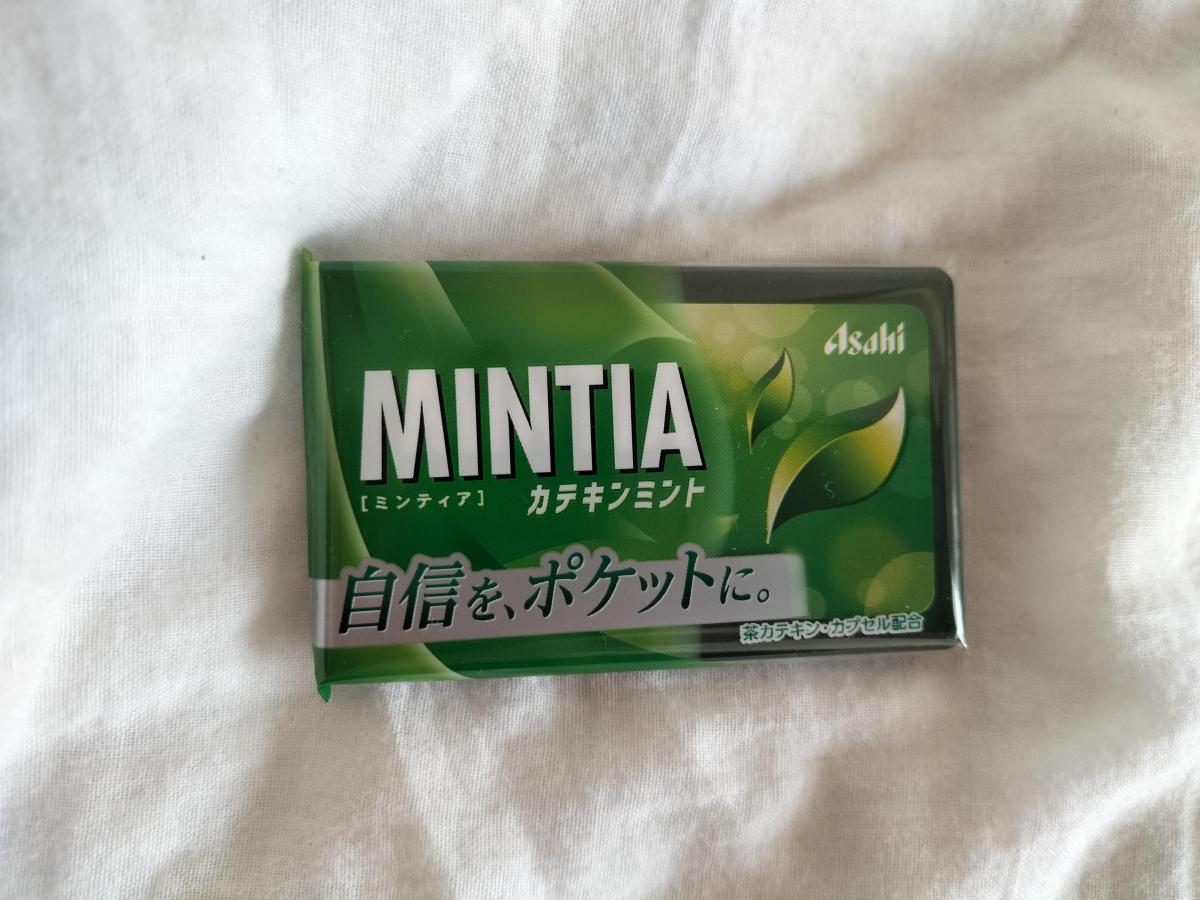 Asahi
MINTIA
[ミンティア] カテキンミント
自信を、ポケットに。
茶カテキン・カプセル配合